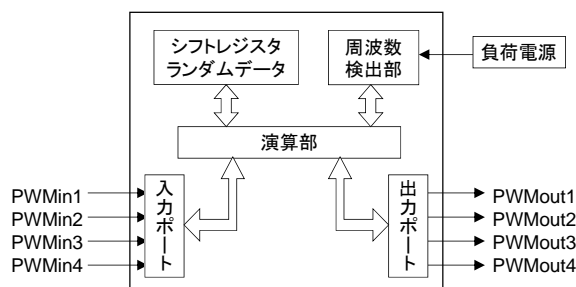 シフトレジスタ
ランダムデータ
周波数
検出部
負荷電源
演算部
入力ポート
出力ポート
PWMin1
PWMin2
PWMin3
PWMin4
PWMout1
PWMout2
PWMout3
PWMout4